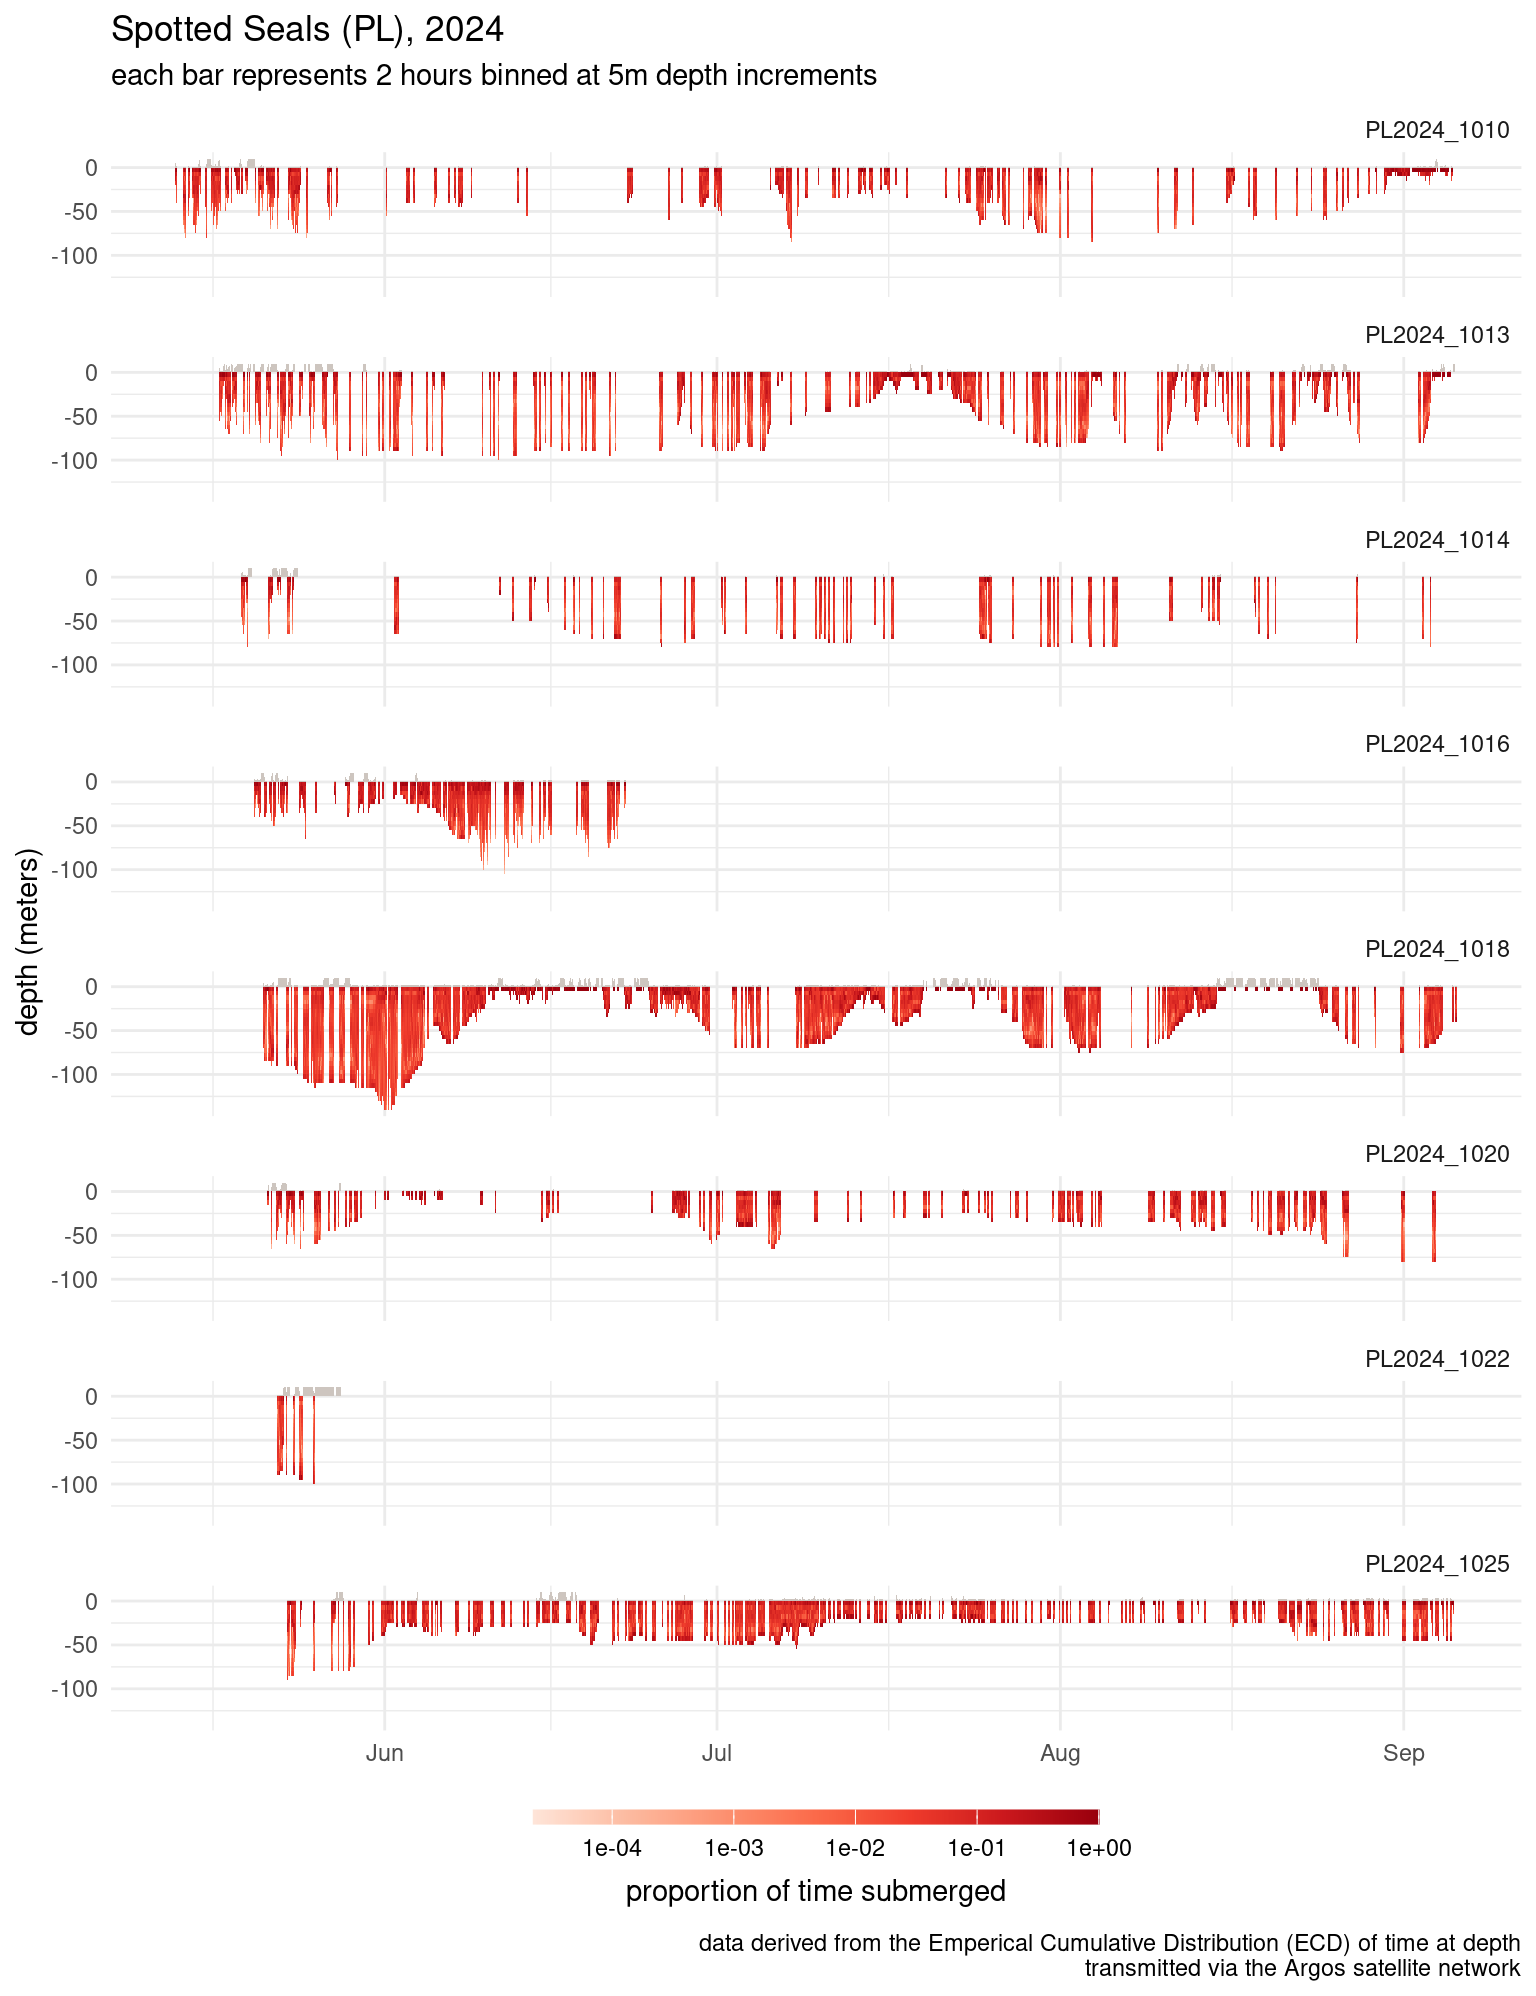 Spotted Seals (PL), 2024
each bar represents 2 hours binned at 5m depth increments
PL2024_1010
0
-50
-100
PL2024_1013
0
-50
-100
PL2024_1014
0
-50
-100
PL2024_1016
0
-50
-100
depth (meters)
PL2024_1018
0
-50
-100
PL2024_1020
0
-50
-100
PL2024_1022
0
-50
-100
PL2024_1025
0
-50
-100
Jun Jul Aug Sep
1e-04 1e-03 1e-02 1e-01 1e+00
proportion of time submerged
data derived from the Emperical Cumulative Distribution (ECD) of time at depth
transmitted via the Argos satellite network